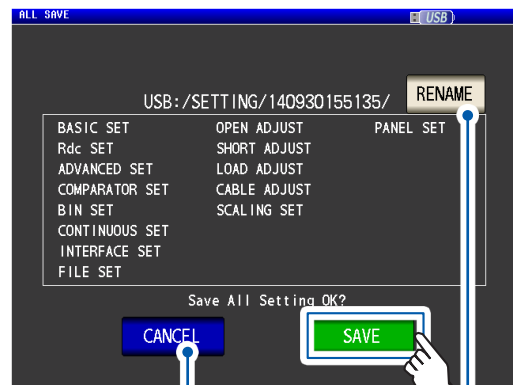 ALL SAVE USB
USB:/SETTING/140930155135/ RENAME
BASIC SET OPEN ADJUST PANEL SET
Rdc SET SHORT ADJUST
ADVANCED SET LOAD ADJUST
COMPARATOR SET CABLE ADJUST
BIN SET SCALING SET
CONTINUOUS SET
INTERFACE SET
FILE SET
Save All Setting OK?
CANCEL SAVE